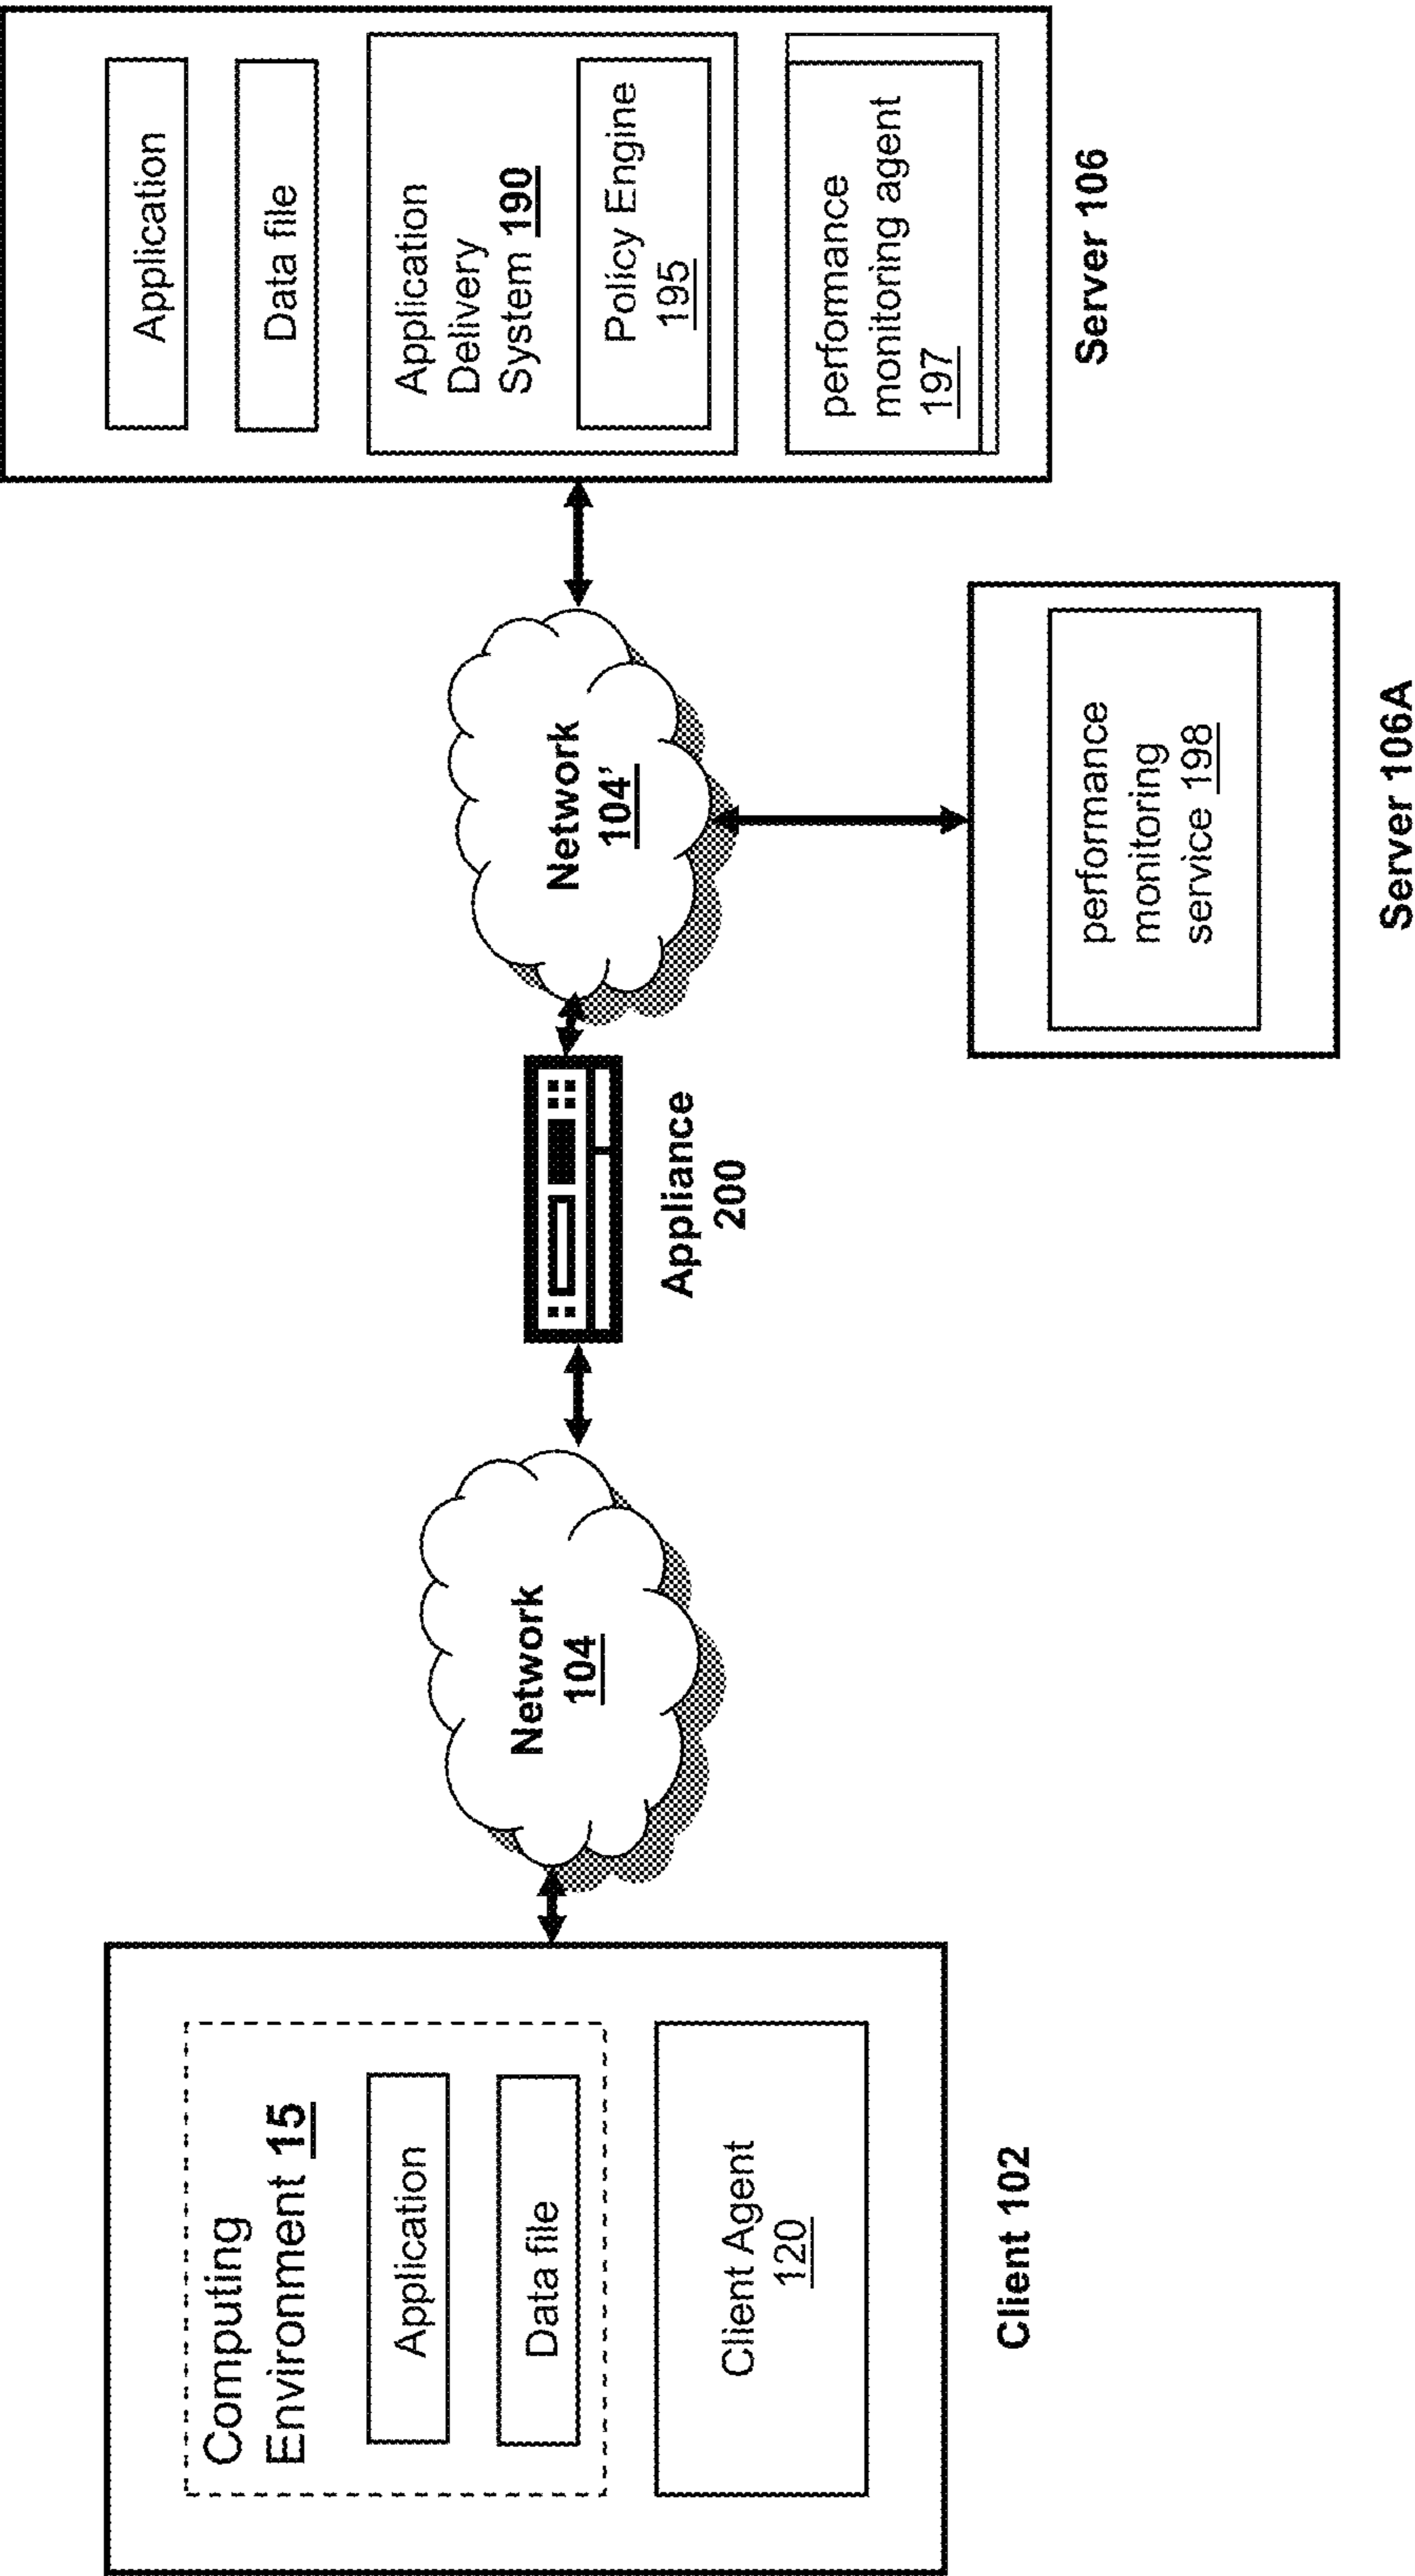 Computing
Environment 15
Application
Data file
Client Agent
120
Client 102
Network
104
Appliance
200
Network
104’
performance
monitoring
service 198
Server 106A
Application
Data file
Application
Delivery
System 190
Policy Engine
195
performance
monitoring agent
197
Server 106